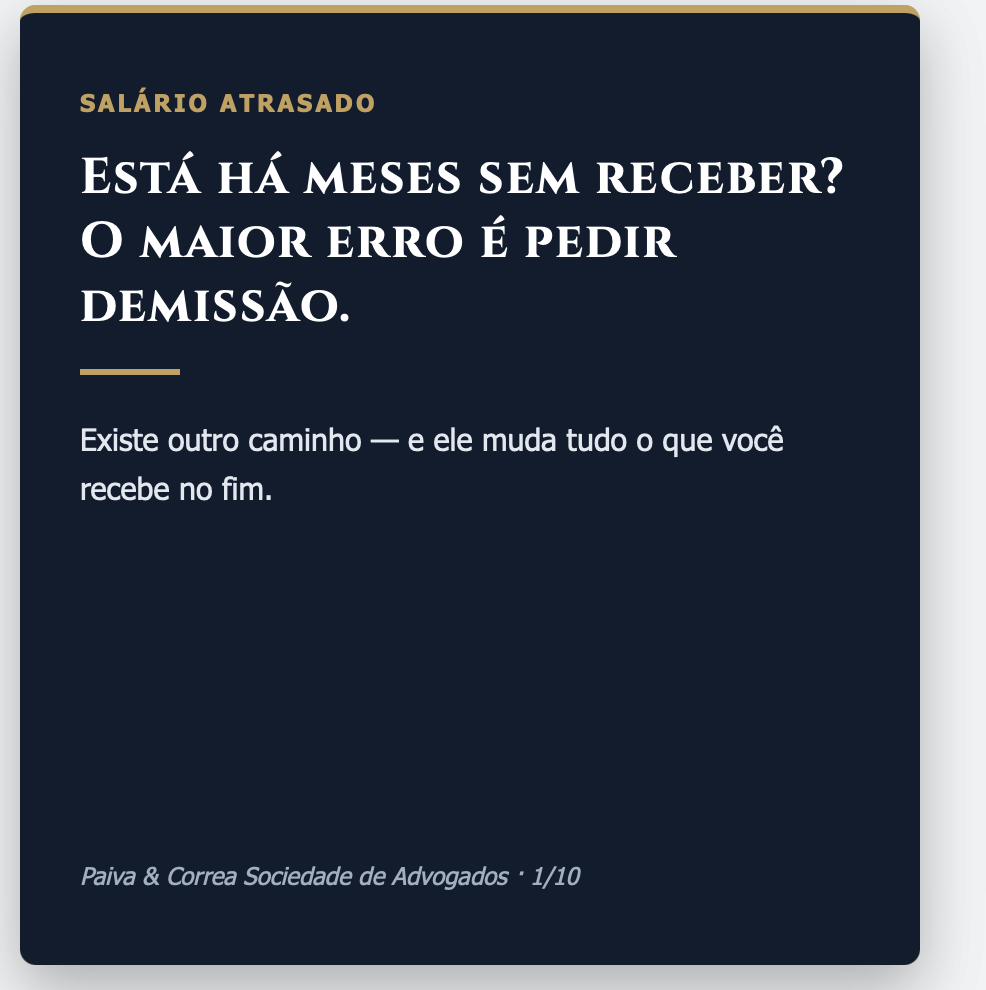 SALÁRIO ATRASADO
Está há meses sem receber?
O maior erro é pedir
demissão.
Existe outro caminho — e ele muda tudo o que você
recebe no fim.
Paiva & Correa Sociedade de Advogados · 1/10